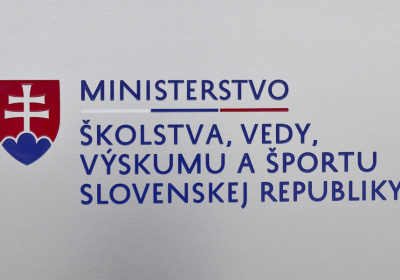 MINISTERSTVO
ŠKOLSTVA, VEDY,
VÝSKUMU A ŠPORTU
SLOVENSKEJ REPUBLIKY